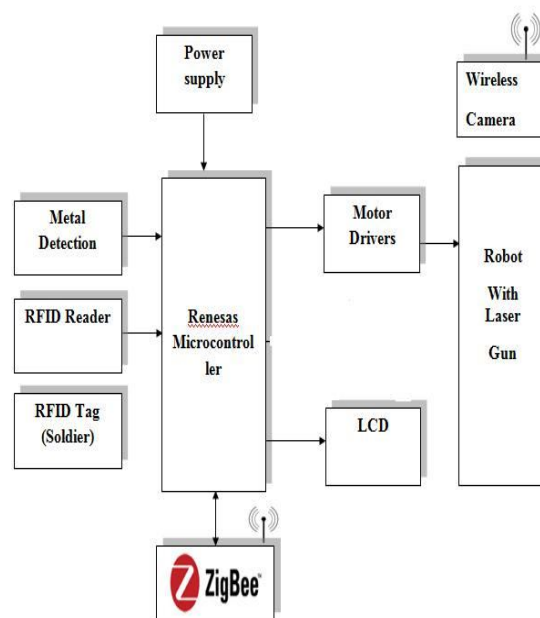 Power
supply
Wireless
Camera
Metal
Detection
Motor
Drivers
RFID Reader
Renesas
Microcontrol
ler
Robot
With
Laser
Gun
RFID Tag
(Soldier)
LCD
ZigBee™